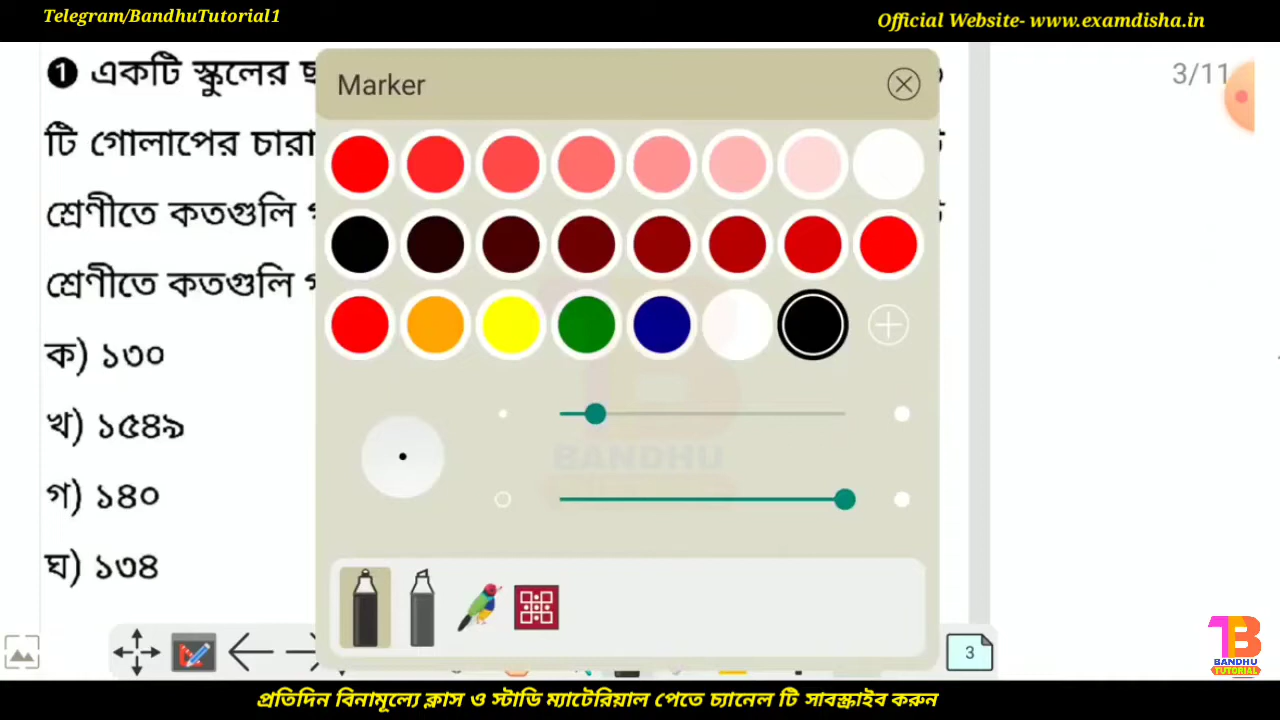 Telegram/BandhuTutorial1
Official Website- www.examdisha.in
❶ একটি স্কুলের
Marker
3/11
টি গোলাপের চারা
শ্রেণীতে কতগুলি
শ্রেণীতে কতগুলি
ক) ১৩০
খ) ১৫৪৯
গ) ১৪০
ঘ) ১৩৪
BANDHU
3
BANDHU
TUTORIAL
প্রতিদিন বিনামূল্যে ক্লাস ও স্টাডি ম্যাটেরিয়াল পেতে চ্যানেল টি সাবস্ক্রাইব করুন